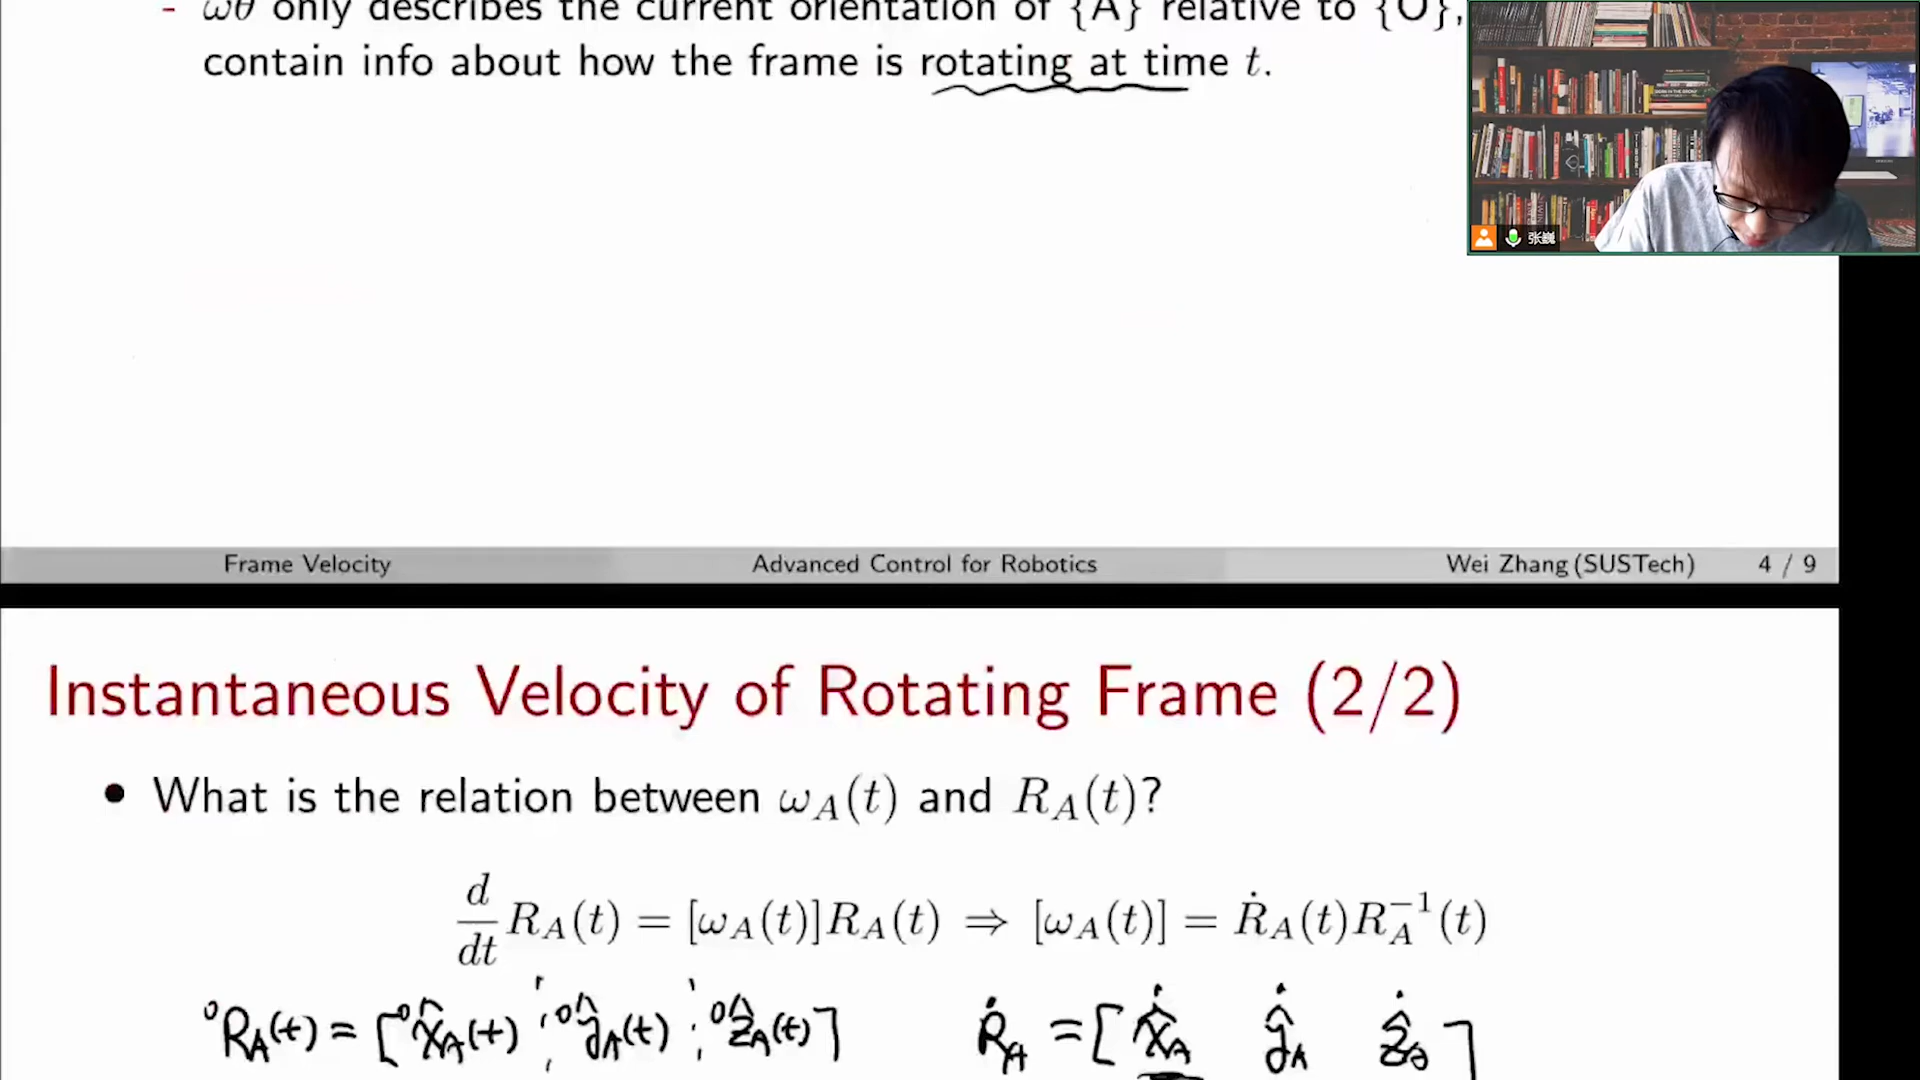 - ωθ only describes the current orientation of {A} relative to {O},
contain info about how the frame is rotating at time t.
张巍
Frame Velocity Advanced Control for Robotics Wei Zhang (SUSTech) 4 / 9
Instantaneous Velocity of Rotating Frame (2/2)
• What is the relation between ω_A(t) and R_A(t)?
d/dt R_A(t) = [ω_A(t)]R_A(t) ⇒ [ω_A(t)] = Ṙ_A(t)R_A^{-1}(t)
⁰R_A(t) = [⁰x̂_A(t) ⋮ ⁰ŷ_A(t) ⋮ ⁰ẑ_A(t)] Ṙ_A = [x̂̇_A ŷ̇_A ẑ̇_A]